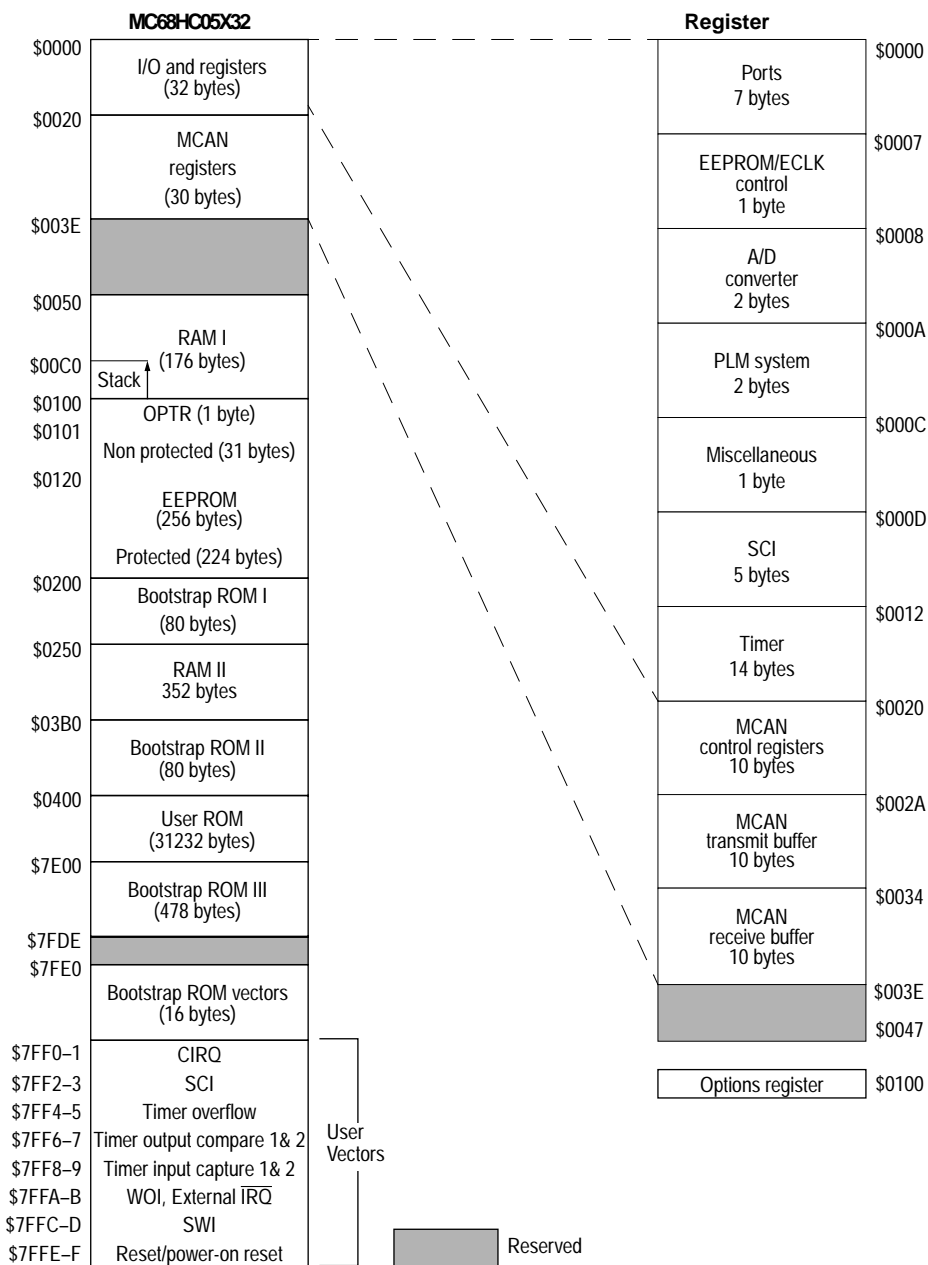 MC68HC05X32
$0000
I/O and registers
(32 bytes)
$0020
MCAN
registers
(30 bytes)
$003E
$0050
RAM I
(176 bytes)
$00C0
Stack
$0100
OPTR (1 byte)
$0101
Non protected (31 bytes)
$0120
EEPROM
(256 bytes)
Protected (224 bytes)
$0200
Bootstrap ROM I
(80 bytes)
$0250
RAM II
352 bytes
$03B0
Bootstrap ROM II
(80 bytes)
$0400
User ROM
(31232 bytes)
$7E00
Bootstrap ROM III
(478 bytes)
$7FDE
$7FE0
Bootstrap ROM vectors
(16 bytes)
$7FF0–1 CIRQ
$7FF2–3 SCI
$7FF4–5 Timer overflow
$7FF6–7 Timer output compare 1& 2
$7FF8–9 Timer input capture 1& 2
$7FFA–B WOI, External I̅R̅Q̅
$7FFC–D SWI
$7FFE–F Reset/power-on reset
User
Vectors
Reserved
Register
$0000
Ports
7 bytes
$0007
EEPROM/ECLK
control
1 byte
$0008
A/D
converter
2 bytes
$000A
PLM system
2 bytes
$000C
Miscellaneous
1 byte
$000D
SCI
5 bytes
$0012
Timer
14 bytes
$0020
MCAN
control registers
10 bytes
$002A
MCAN
transmit buffer
10 bytes
$0034
MCAN
receive buffer
10 bytes
$003E
$0047
Options register $0100